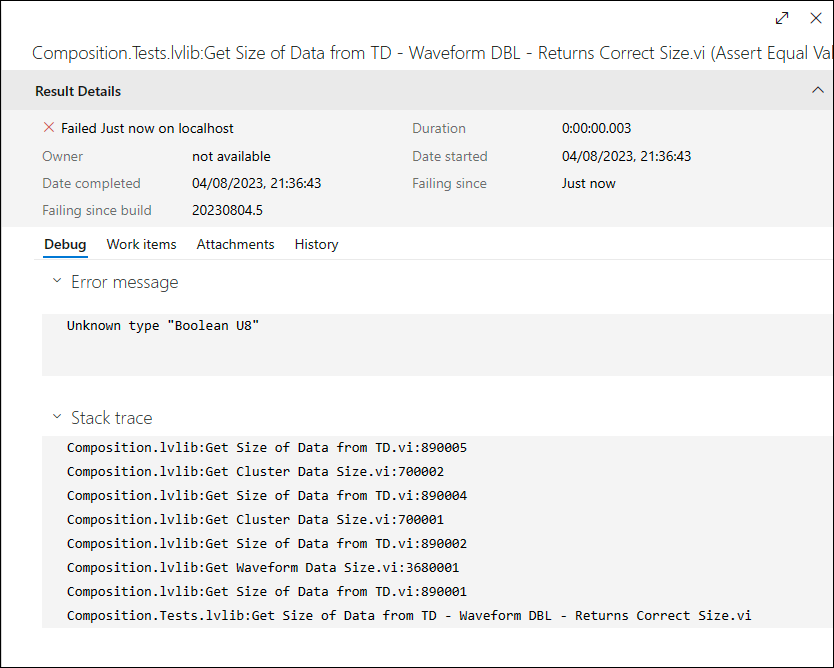 Composition.Tests.lvlib:Get Size of Data from TD - Waveform DBL - Returns Correct Size.vi (Assert Equal Val
Result Details
Failed Just now on localhost
Duration 0:00:00.003
Owner not available
Date started 04/08/2023, 21:36:43
Date completed 04/08/2023, 21:36:43
Failing since Just now
Failing since build 20230804.5
Debug Work items Attachments History
Error message
Unknown type "Boolean U8"
Stack trace
Composition.lvlib:Get Size of Data from TD.vi:890005
Composition.lvlib:Get Cluster Data Size.vi:700002
Composition.lvlib:Get Size of Data from TD.vi:890004
Composition.lvlib:Get Cluster Data Size.vi:700001
Composition.lvlib:Get Size of Data from TD.vi:890002
Composition.lvlib:Get Waveform Data Size.vi:3680001
Composition.lvlib:Get Size of Data from TD.vi:890001
Composition.Tests.lvlib:Get Size of Data from TD - Waveform DBL - Returns Correct Size.vi